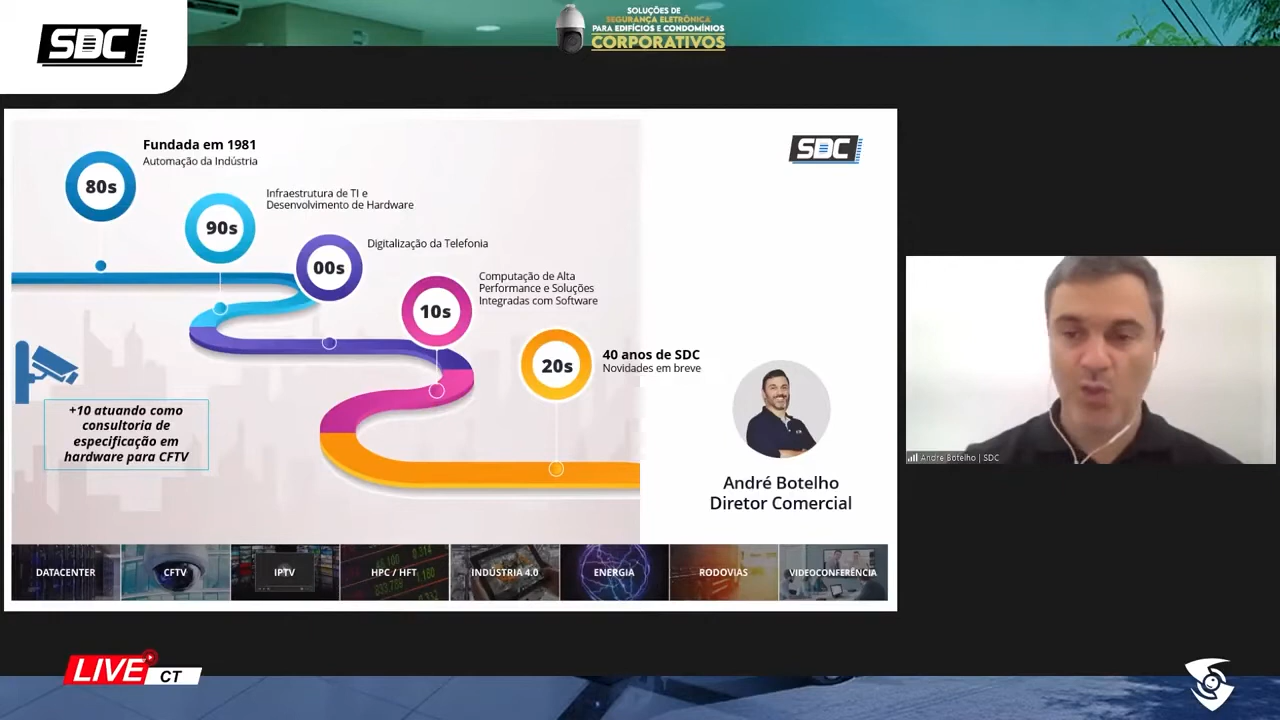 SDC
SOLUÇÕES DE
SEGURANÇA ELETRÔNICA
PARA EDIFÍCIOS E CONDOMÍNIOS
CORPORATIVOS
80s
Fundada em 1981
Automação da Indústria
SDC
90s
Infraestrutura de TI e
Desenvolvimento de Hardware
00s
Digitalização da Telefonia
10s
Computação de Alta
Performance e Soluções
Integradas com Software
20s
40 anos de SDC
Novidades em breve
+10 atuando como
consultoria de
especificação em
hardware para CFTV
André Botelho
Diretor Comercial
Andre Botelho | SDC
DATACENTER
CFTV
IPTV
HPC / HFT
INDÚSTRIA 4.0
ENERGIA
RODOVIAS
VIDEOCONFERÊNCIA
LIVE
CT